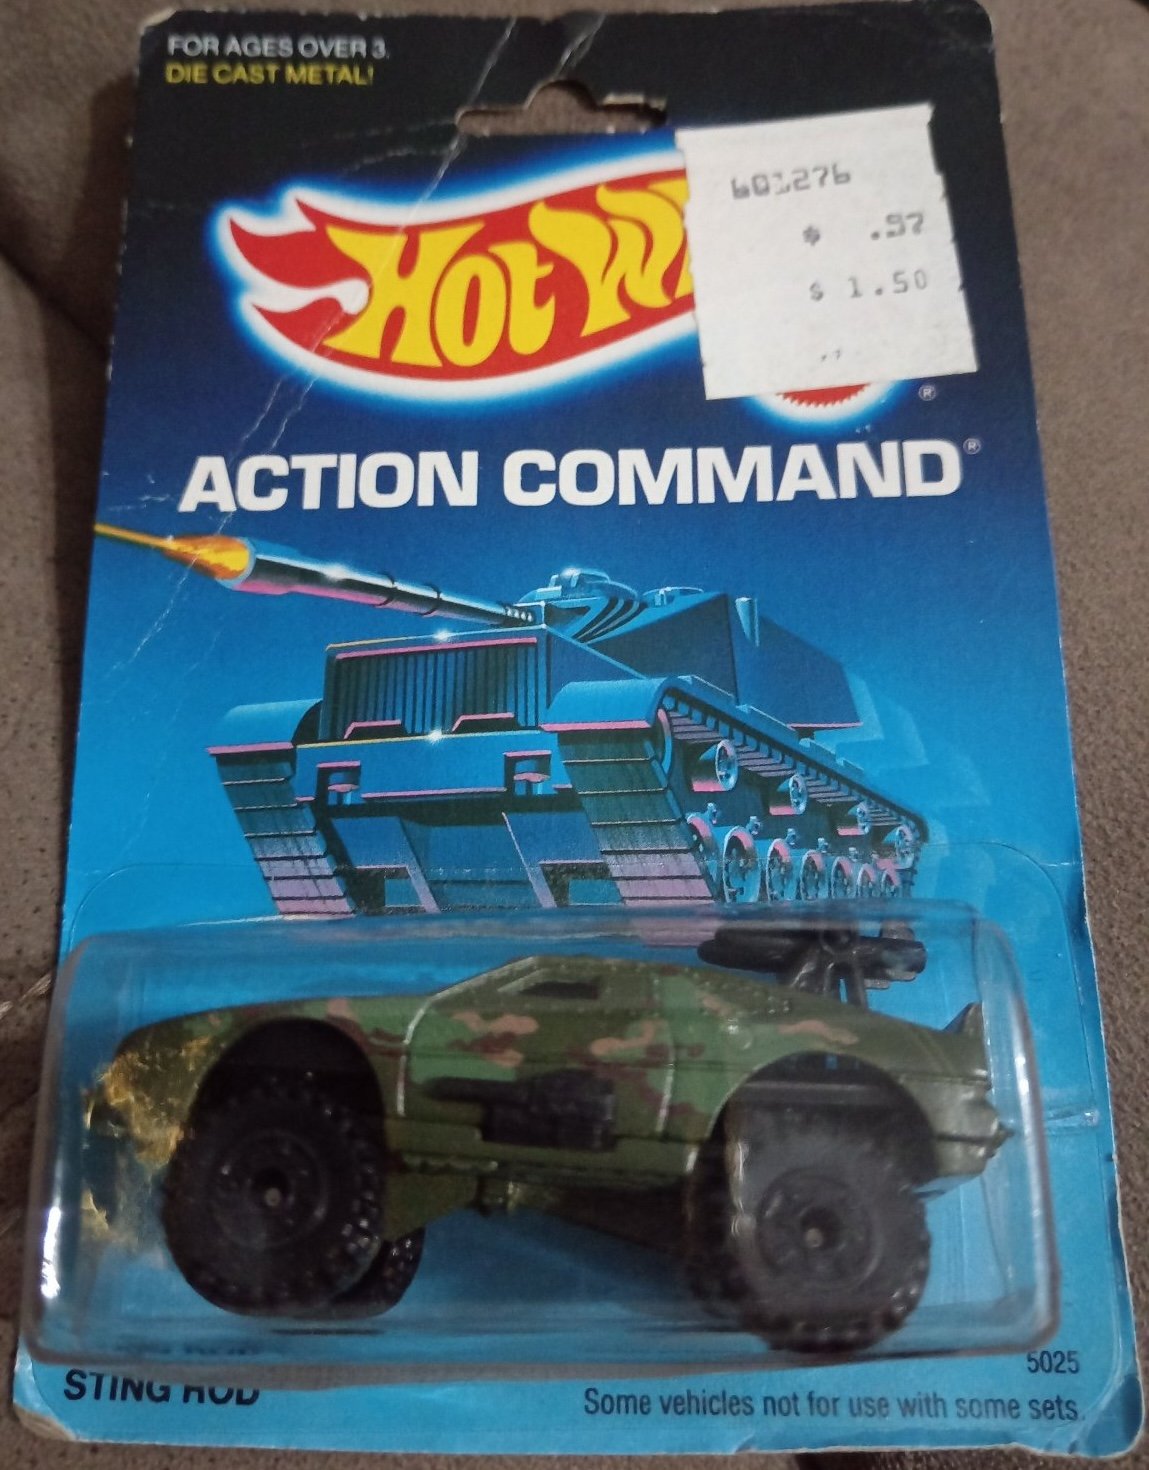 FOR AGES OVER 3.
DIE CAST METAL!
601276
$ .97
$ 1.50
HOT W
®
ACTION COMMAND®
5025
STING ROD
Some vehicles not for use with some sets.